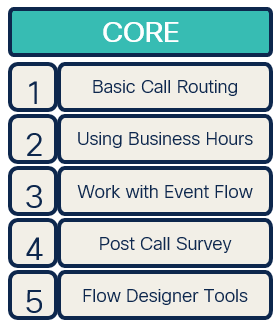 CORE
1 Basic Call Routing
2 Using Business Hours
3 Work with Event Flow
4 Post Call Survey
5 Flow Designer Tools